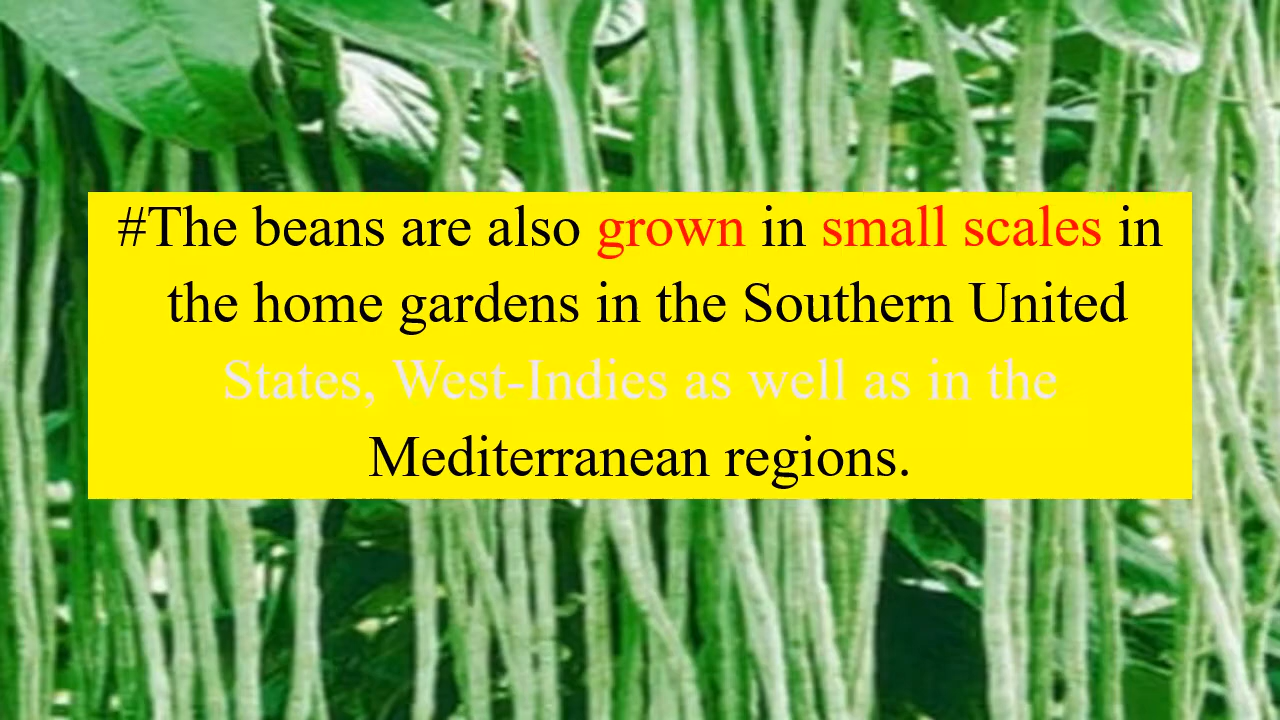 #The beans are also grown in small scales in
the home gardens in the Southern United
States, West-Indies as well as in the
Mediterranean regions.